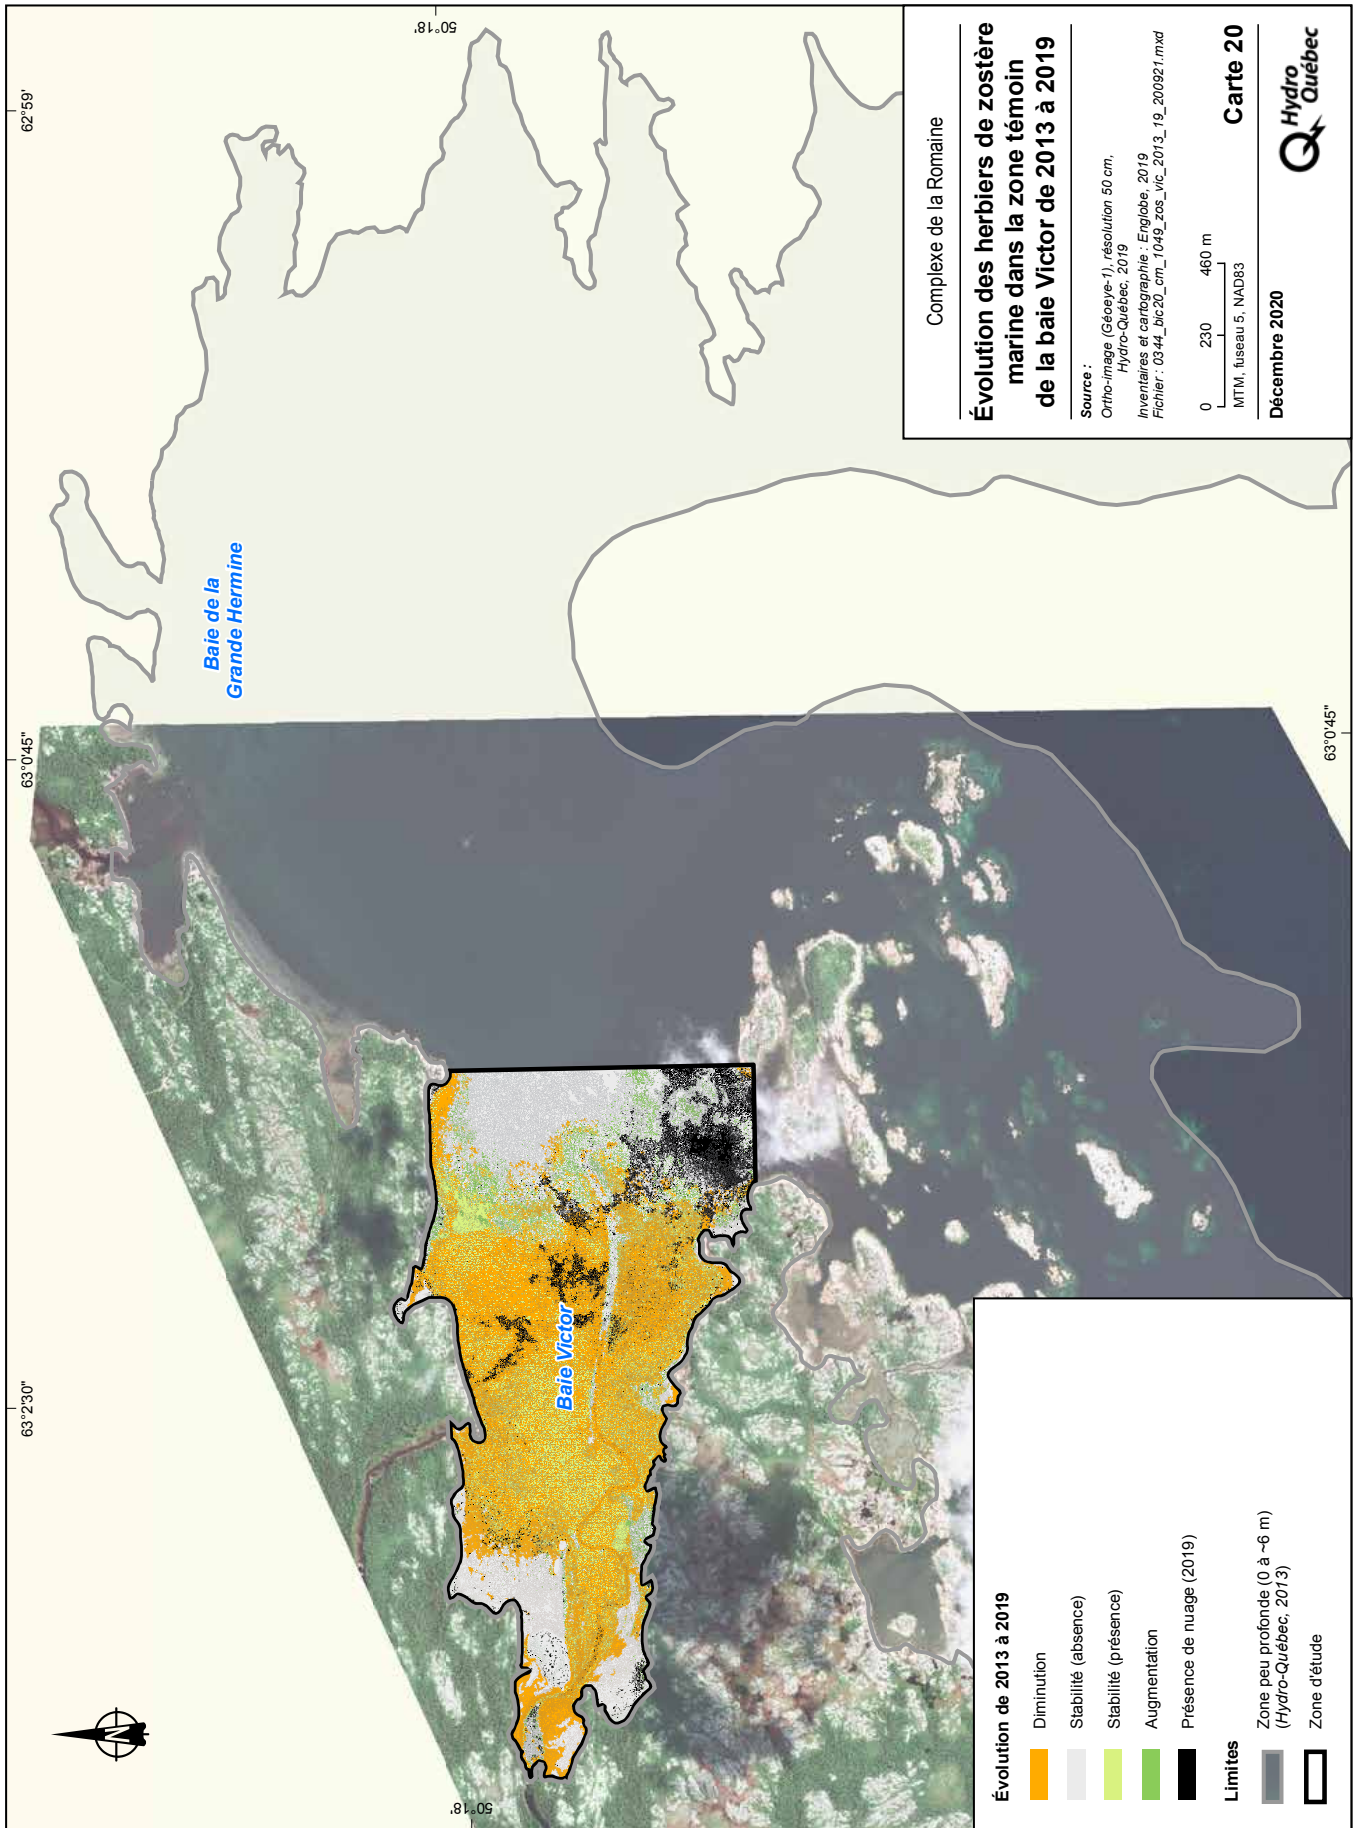 62°59'
63°0'45"
63°2'30"
50°18'
50°18'
63°0'45"
Baie de la
Grande Hermine
Baie Victor
N
Évolution de 2013 à 2019
Diminution
Stabilité (absence)
Stabilité (présence)
Augmentation
Présence de nuage (2019)
Limites
Zone peu profonde (0 à ~6 m)
(Hydro-Québec, 2013)
Zone d'étude
Complexe de la Romaine
Évolution des herbiers de zostère
marine dans la zone témoin
de la baie Victor de 2013 à 2019
Source :
Ortho-image (Géoeye-1), résolution 50 cm,
Hydro-Québec, 2019
Inventaires et cartographie : Englobe, 2019
Fichier : 0344_bic20_cm_1049_zos_vic_2013_19_200921.mxd
0 230 460 m
MTM, fuseau 5, NAD83
Carte 20
Décembre 2020
Hydro
Québec